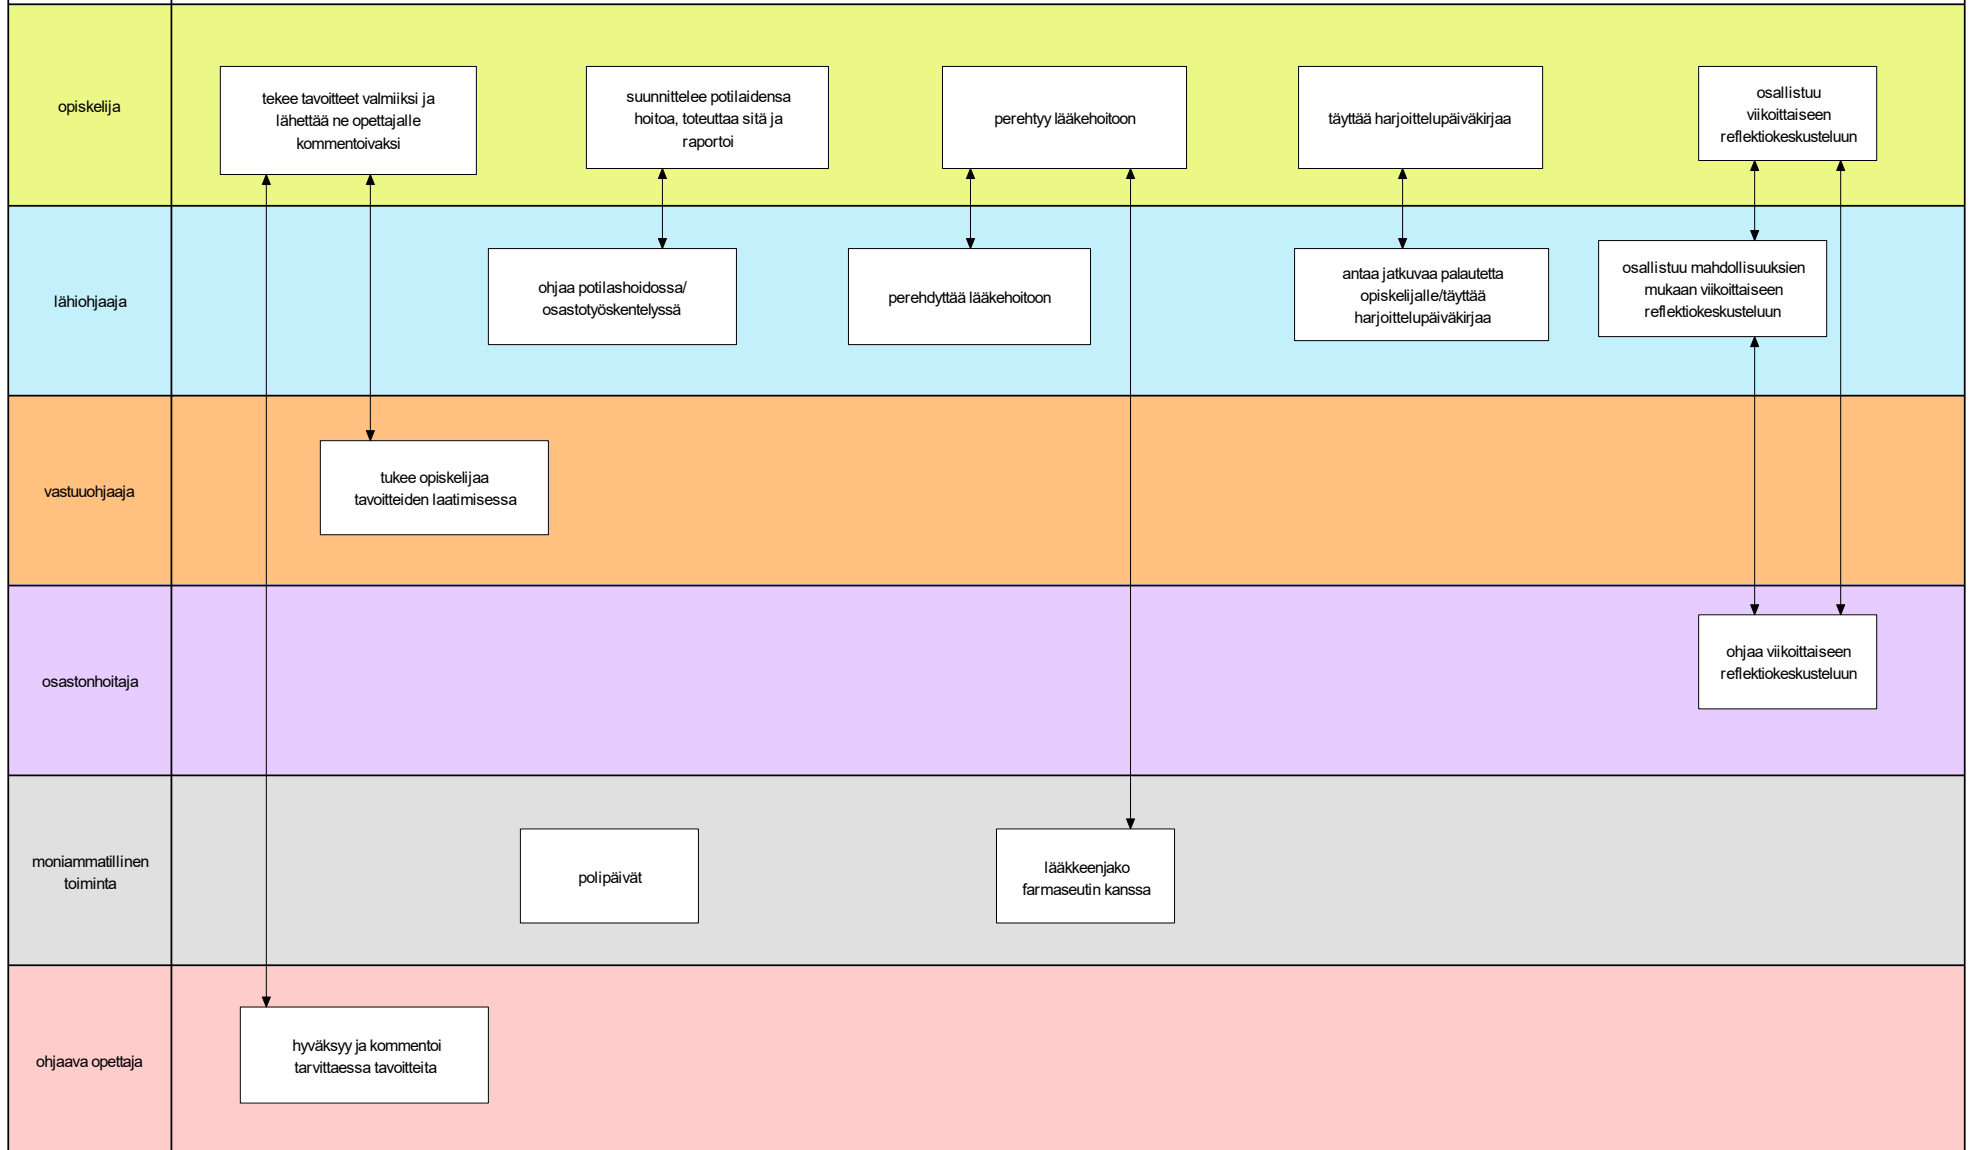 opiskelija
tekee tavoitteet valmiiksi ja
lähettää ne opettajalle
kommentoivaksi
suunnittelee potilaidensa
hoitoa, toteuttaa sitä ja
raportoi
perehtyy lääkehoitoon
täyttää harjoittelupäiväkirjaa
osallistuu
viikoittaiseen
reflektiokeskusteluun
lähiohjaaja
ohjaa potilashoidossa/
osastotyöskentelyssä
perehdyttää lääkehoitoon
antaa jatkuvaa palautetta
opiskelijalle/täyttää
harjoittelupäiväkirjaa
osallistuu mahdollisuuksien
mukaan viikoittaiseen
reflektiokeskusteluun
vastuuohjaaja
tukee opiskelijaa
tavoitteiden laatimisessa
osastonhoitaja
ohjaa viikoittaiseen
reflektiokeskusteluun
moniammatillinen
toiminta
polipäivät
lääkkeenjako
farmaseutin kanssa
ohjaava opettaja
hyväksyy ja kommentoi
tarvittaessa tavoitteita